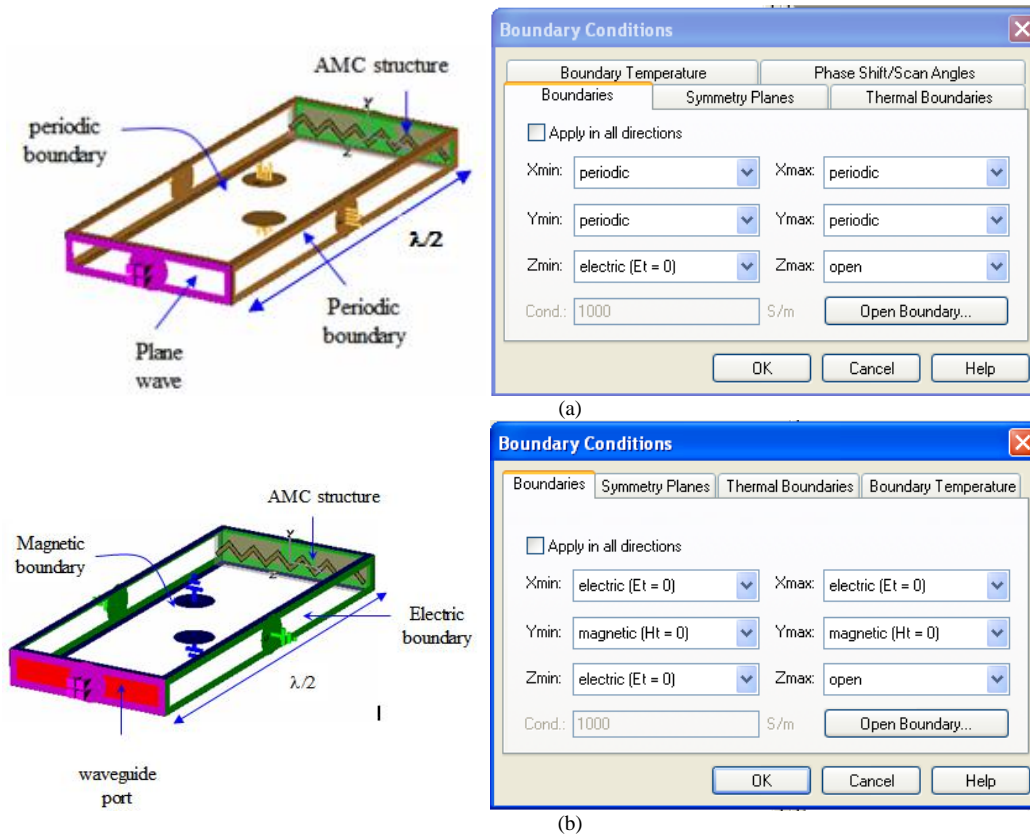 AMC structure
periodic
boundary
Y
Z
λ/2
Periodic
boundary
Plane
wave
Boundary Conditions
Boundary Temperature Phase Shift/Scan Angles
Boundaries Symmetry Planes Thermal Boundaries
Apply in all directions
Xmin: periodic Xmax: periodic
Ymin: periodic Ymax: periodic
Zmin: electric (Et = 0) Zmax: open
Cond.: 1000 S/m Open Boundary...
OK Cancel Help
(a)
AMC structure
Magnetic
boundary
Z
Electric
boundary
λ/2
waveguide
port
Boundary Conditions
Boundaries Symmetry Planes Thermal Boundaries Boundary Temperature
Apply in all directions
Xmin: electric (Et = 0) Xmax: electric (Et = 0)
Ymin: magnetic (Ht = 0) Ymax: magnetic (Ht = 0)
Zmin: electric (Et = 0) Zmax: open
Cond.: 1000 S/m Open Boundary...
OK Cancel Help
(b)